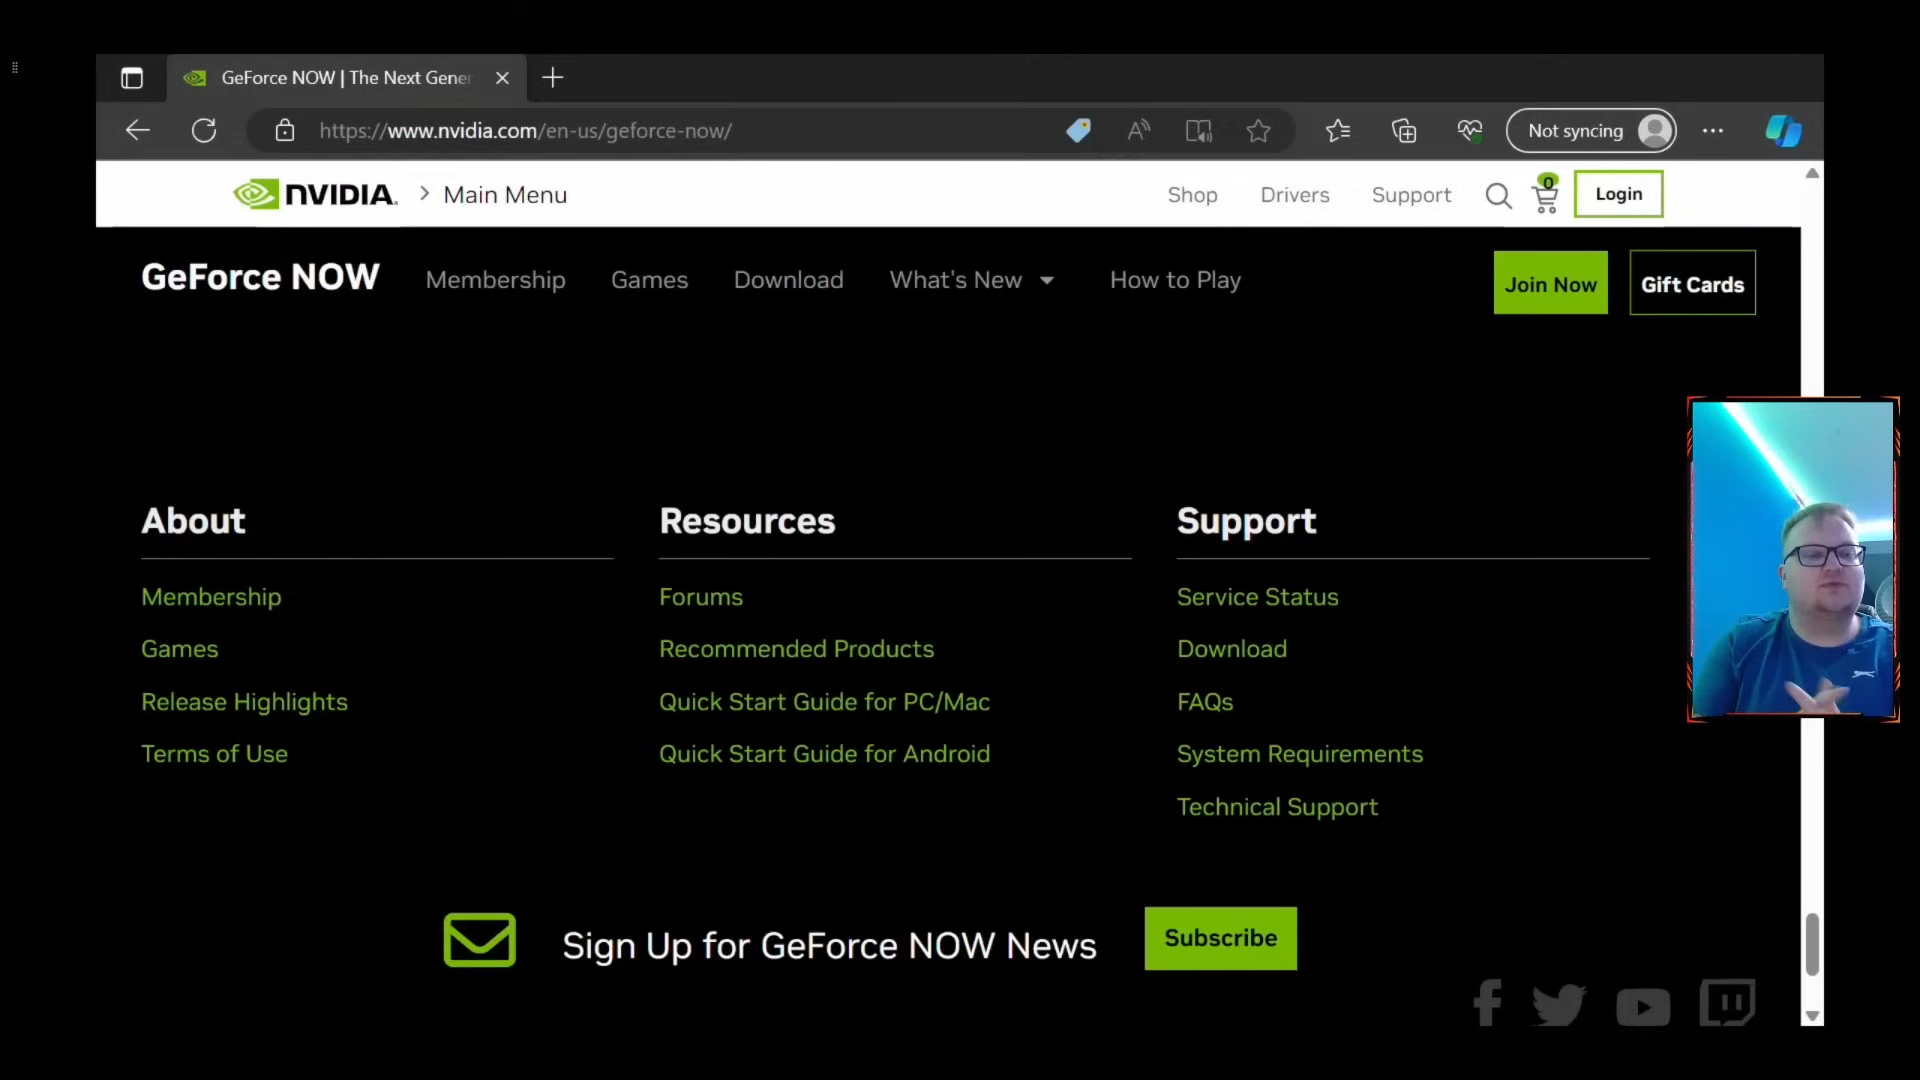 GeForce NOW | The Next Gener
https://www.nvidia.com/en-us/geforce-now/
Not syncing
NVIDIA. > Main Menu
Shop Drivers Support 0 Login
GeForce NOW Membership Games Download What's New How to Play Join Now Gift Cards
About
Membership
Games
Release Highlights
Terms of Use
Resources
Forums
Recommended Products
Quick Start Guide for PC/Mac
Quick Start Guide for Android
Support
Service Status
Download
FAQs
System Requirements
Technical Support
Sign Up for GeForce NOW News Subscribe